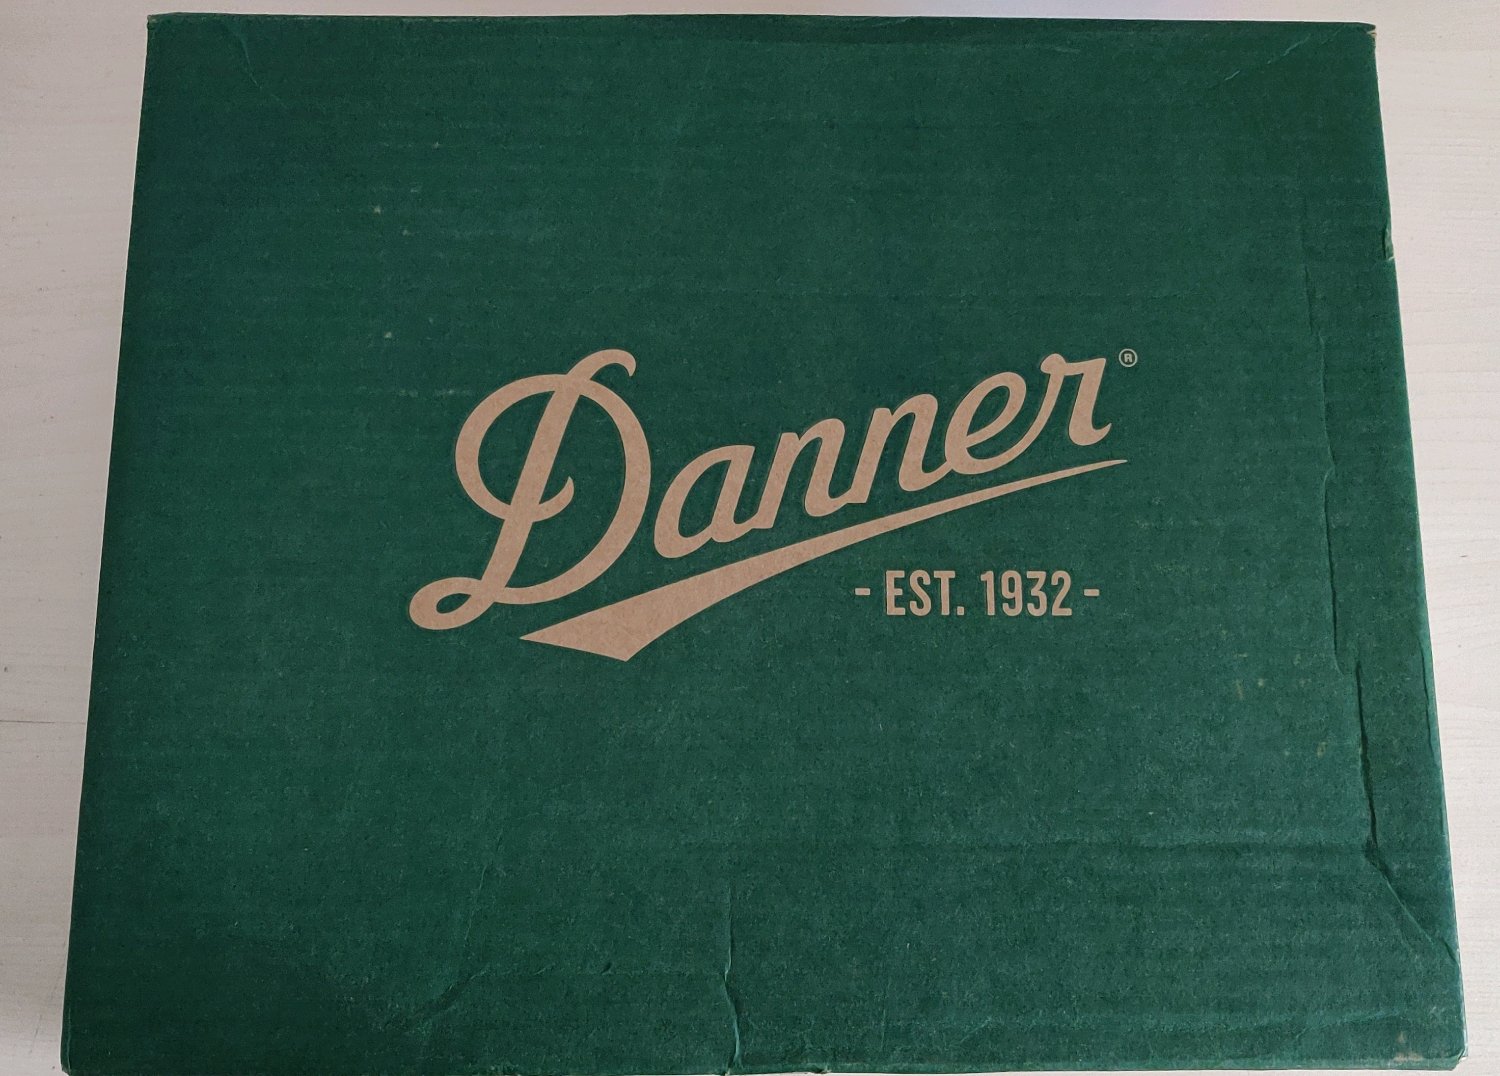 Danner®
- EST. 1932 -